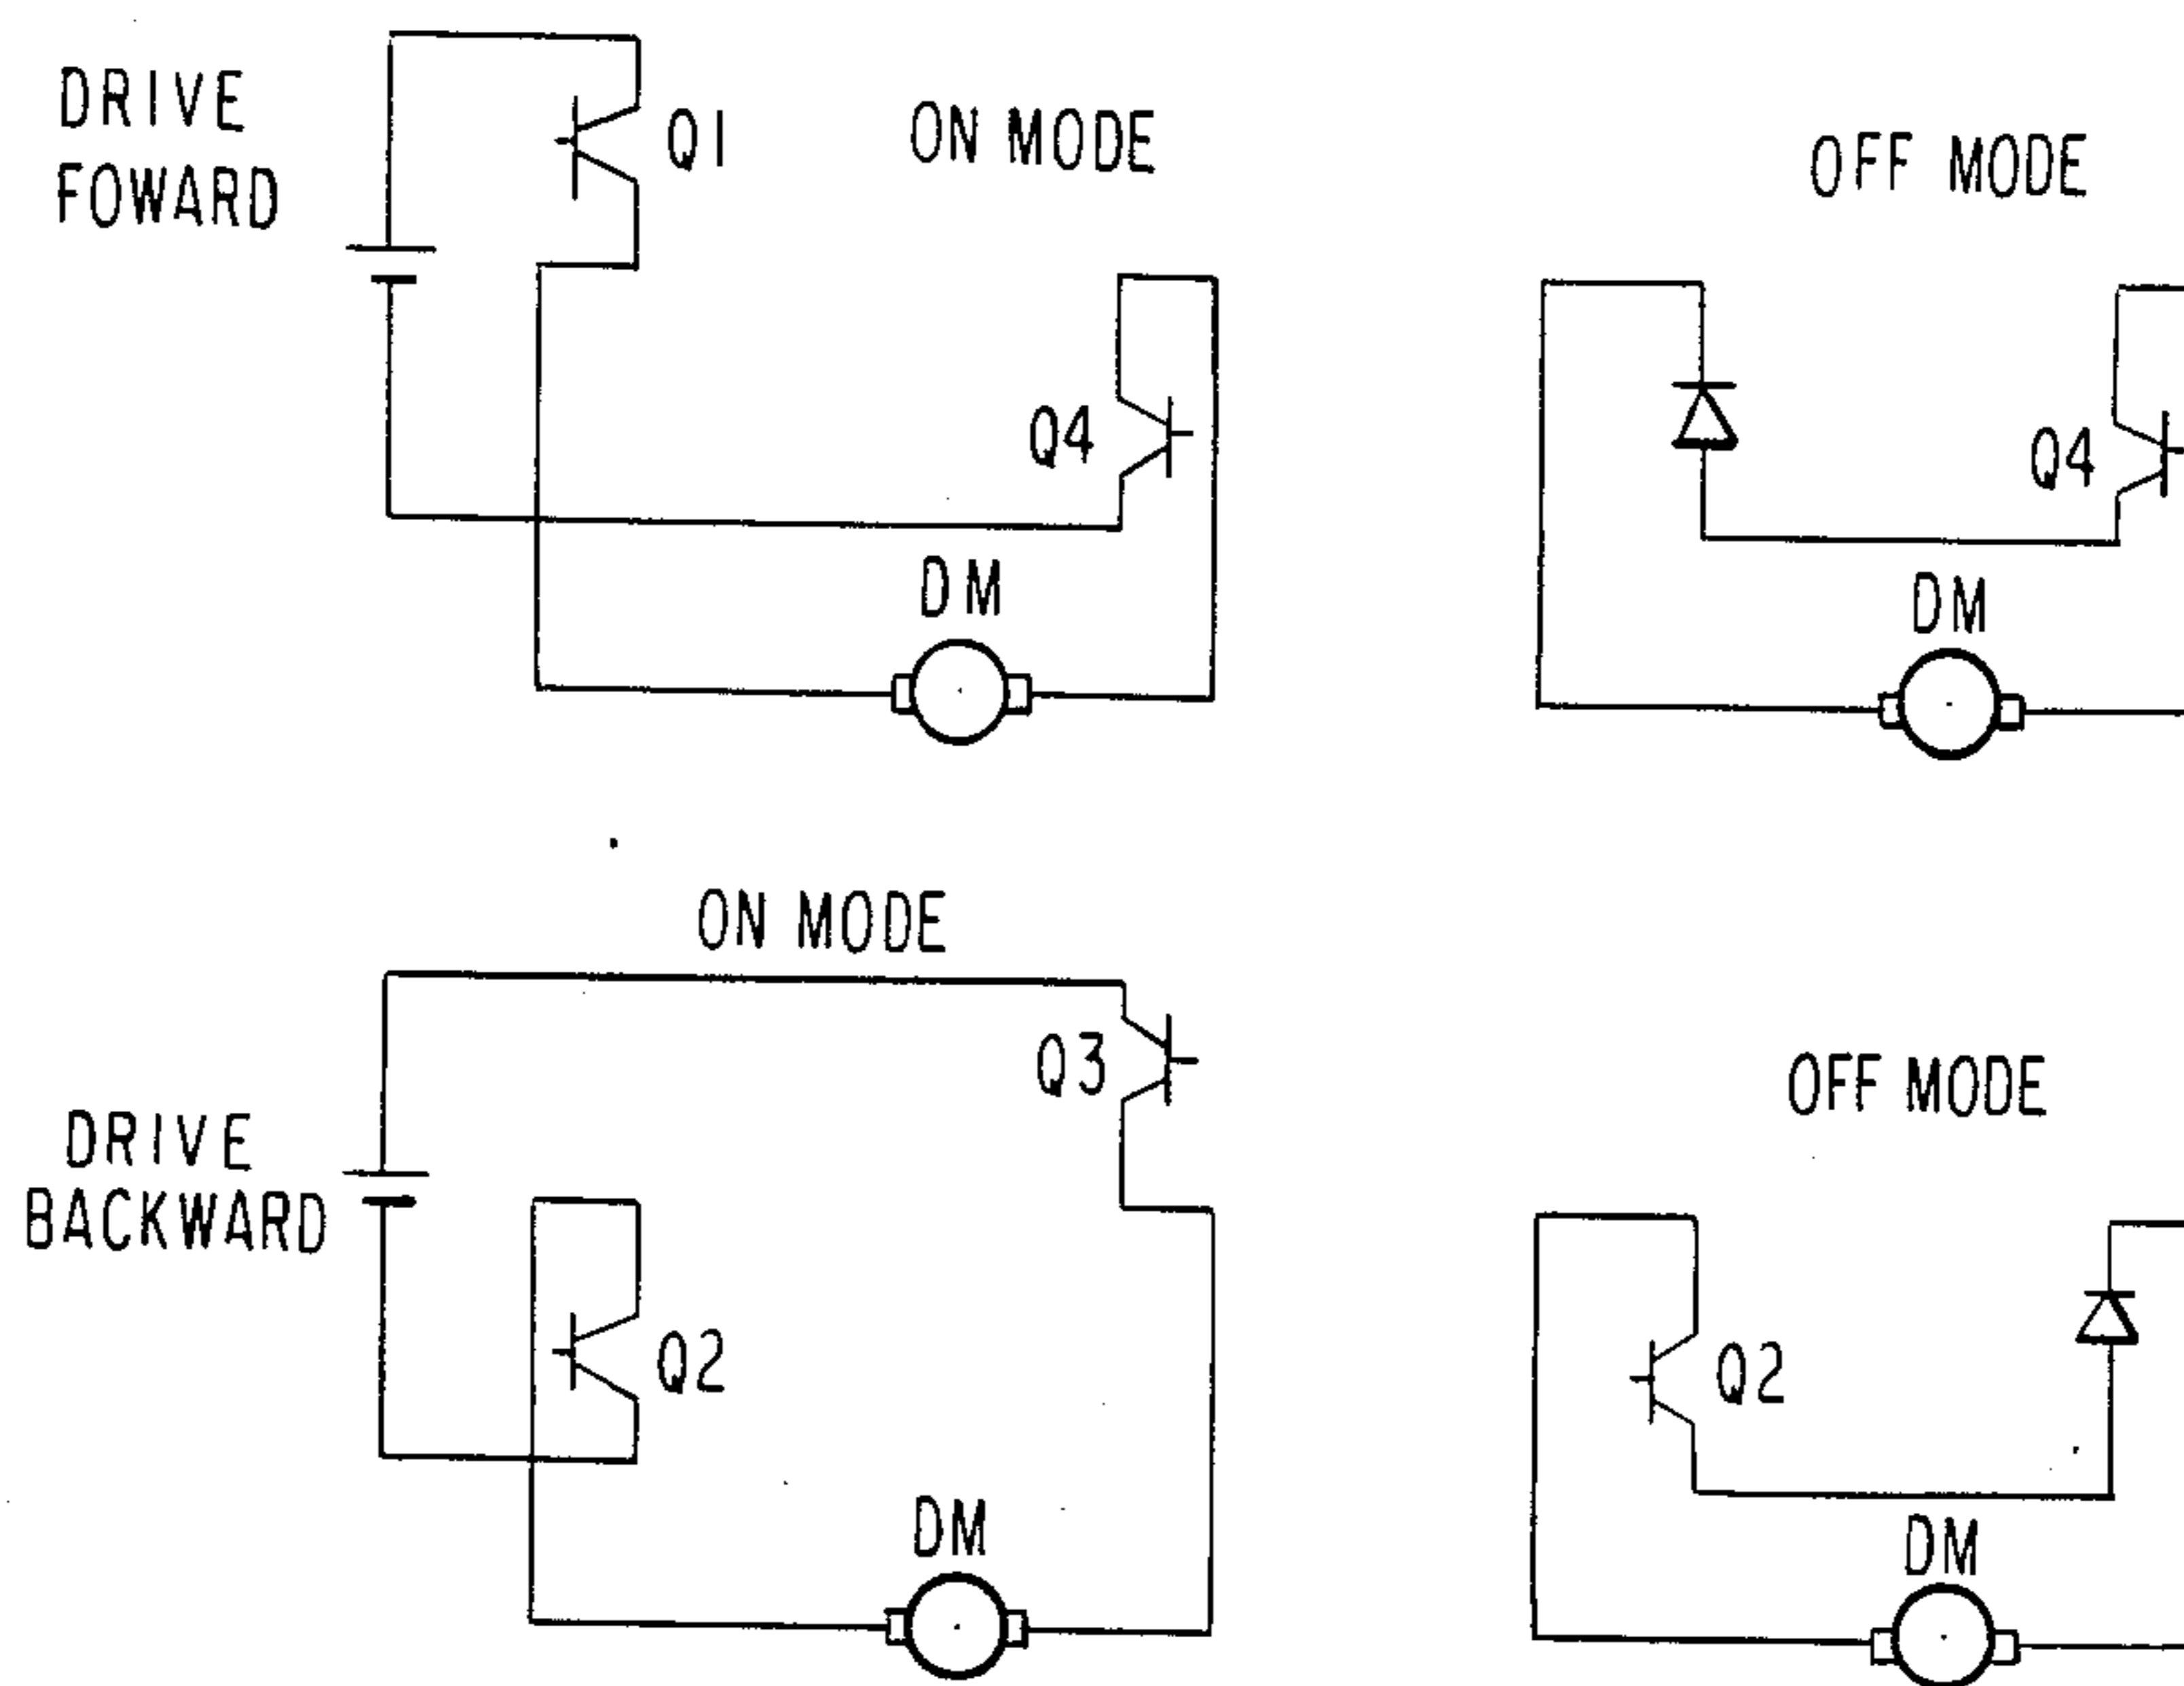 DRIVE
FOWARD
Q1
ON MODE
Q4
DM
OFF MODE
Q4
DM
ON MODE
DRIVE
BACKWARD
Q3
Q2
DM
OFF MODE
Q2
DM